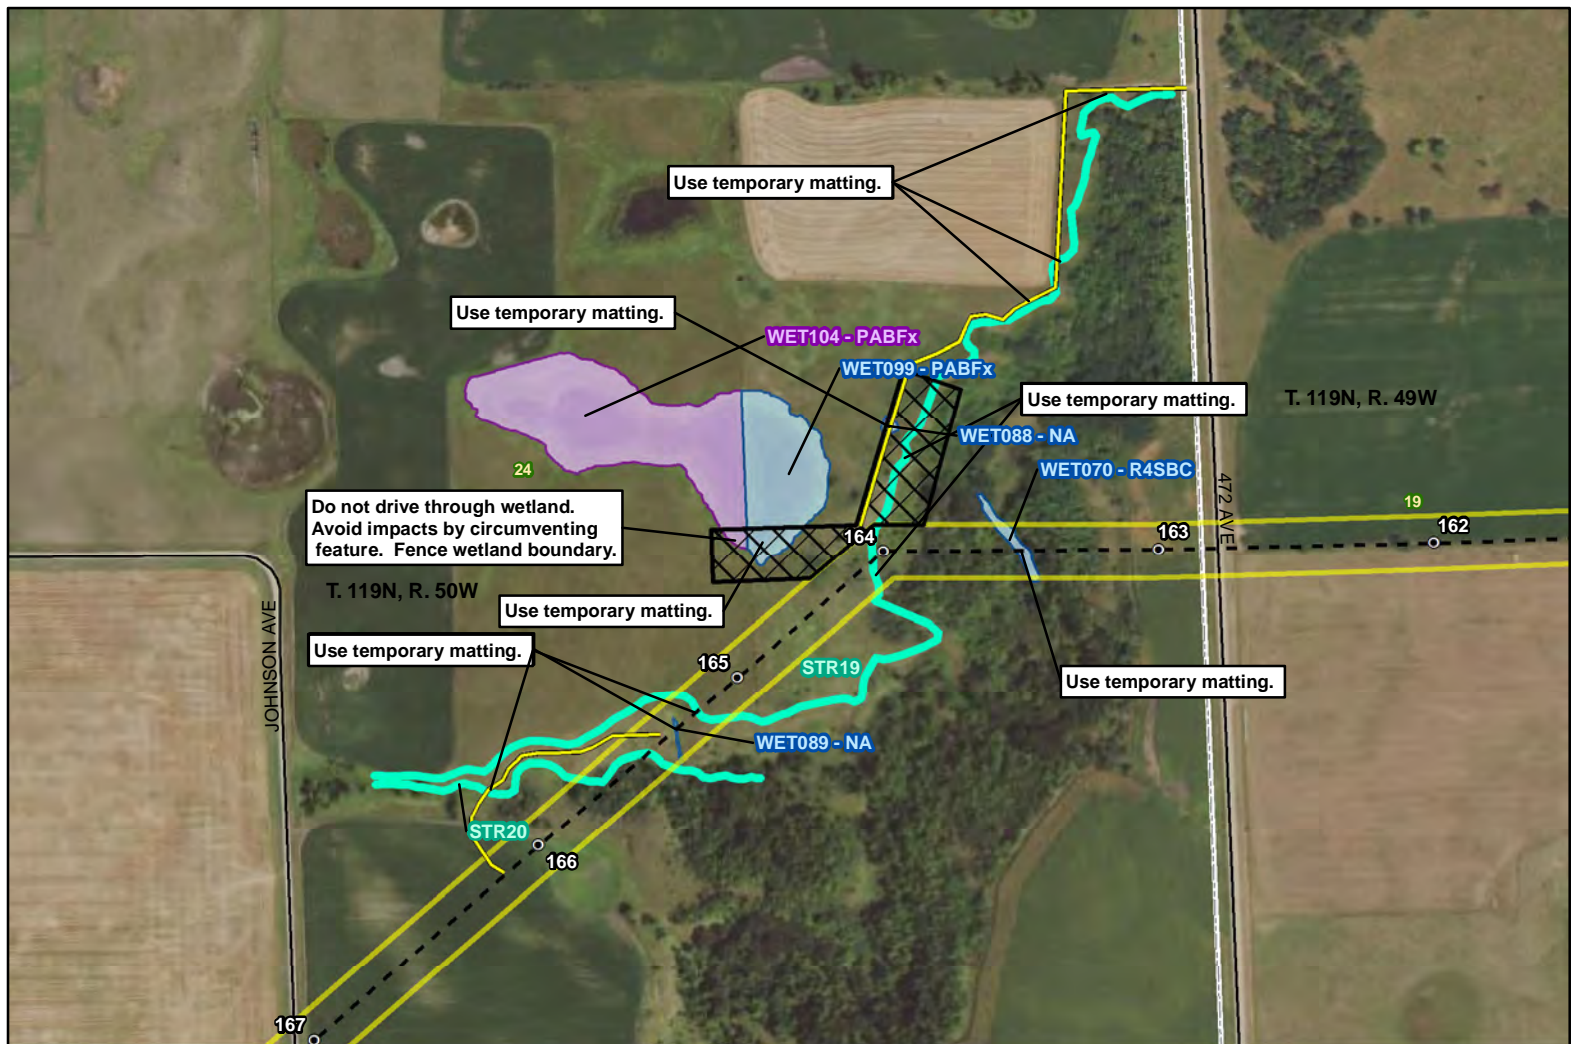 Use temporary matting.
Use temporary matting.
WET104 - PABFx
WET099 - PABFx
Use temporary matting.
T. 119N, R. 49W
WET088 - NA
24
WET070 - R4SBC
472 AVE
19
Do not drive through wetland.
Avoid impacts by circumventing
feature. Fence wetland boundary.
164
163
162
T. 119N, R. 50W
Use temporary matting.
JOHNSON AVE
Use temporary matting.
165
STR19
Use temporary matting.
WET089 - NA
STR20
166
167